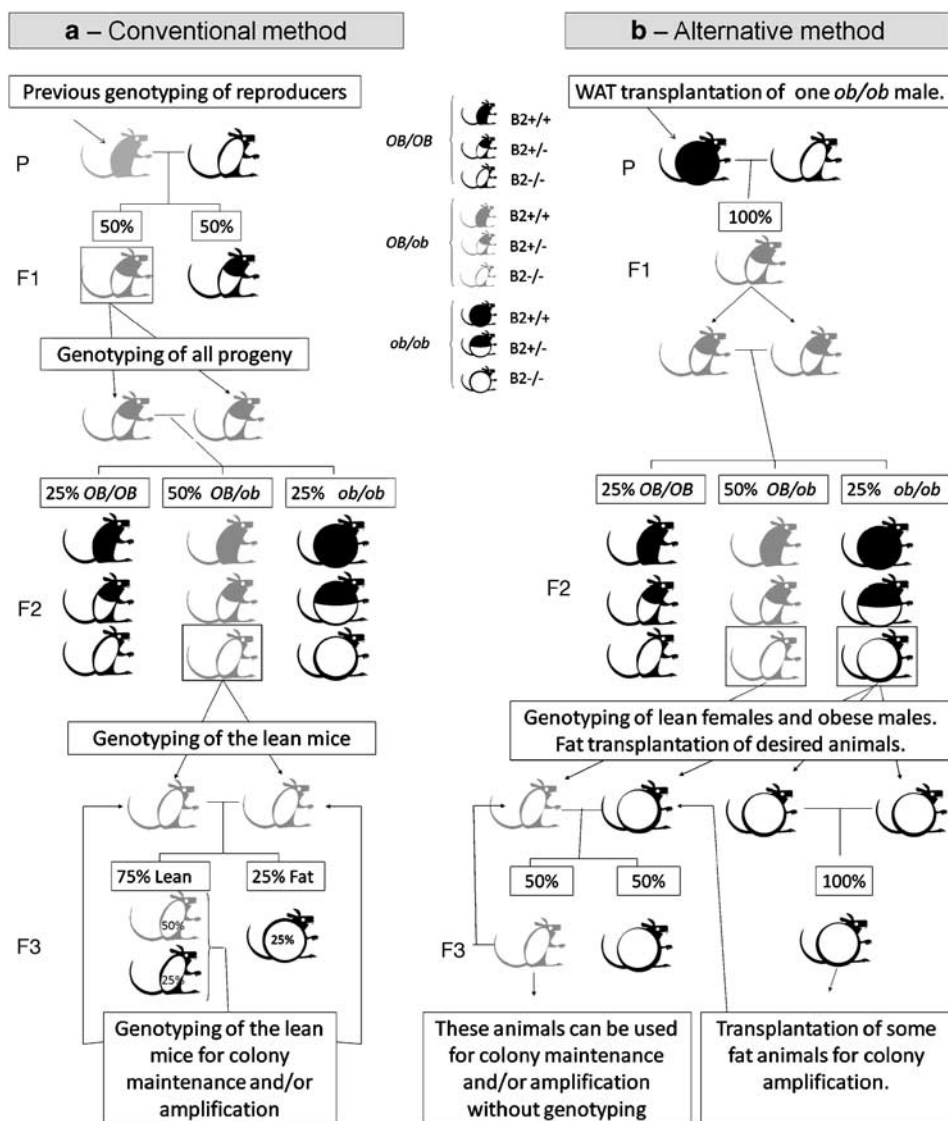 a – Conventional method
Previous genotyping of reproducers
P
50%
50%
F1
Genotyping of all progeny
25% OB/OB
50% OB/ob
25% ob/ob
F2
Genotyping of the lean mice
75% Lean
25% Fat
50%
25%
25%
F3
Genotyping of the lean
mice for colony
maintenance and/or
amplification
OB/OB
B2+/+
B2+/-
B2-/-
OB/ob
B2+/+
B2+/-
B2-/-
ob/ob
B2+/+
B2+/-
B2-/-
b – Alternative method
WAT transplantation of one ob/ob male.
P
100%
F1
25% OB/OB
50% OB/ob
25% ob/ob
F2
Genotyping of lean females and obese males.
Fat transplantation of desired animals.
50%
50%
100%
F3
These animals can be used
for colony maintenance
and/or amplification
without genotyping
Transplantation of some
fat animals for colony
amplification.